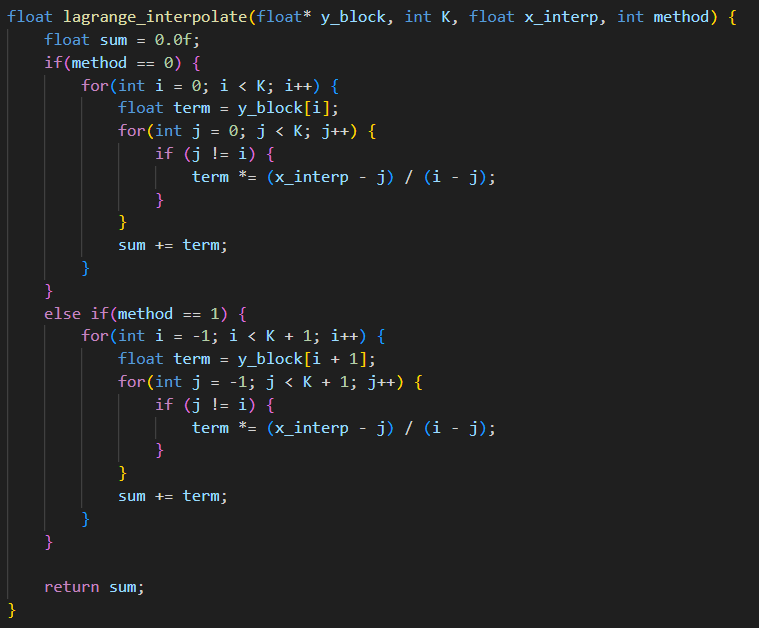 float lagrange_interpolate(float* y_block, int K, float x_interp, int method) {
    float sum = 0.0f;
    if(method == 0) {
        for(int i = 0; i < K; i++) {
            float term = y_block[i];
            for(int j = 0; j < K; j++) {
                if (j != i) {
                    term *= (x_interp - j) / (i - j);
                }
            }
            sum += term;
        }
    }
    else if(method == 1) {
        for(int i = -1; i < K + 1; i++) {
            float term = y_block[i + 1];
            for(int j = -1; j < K + 1; j++) {
                if (j != i) {
                    term *= (x_interp - j) / (i - j);
                }
            }
            sum += term;
        }
    }

    return sum;
}